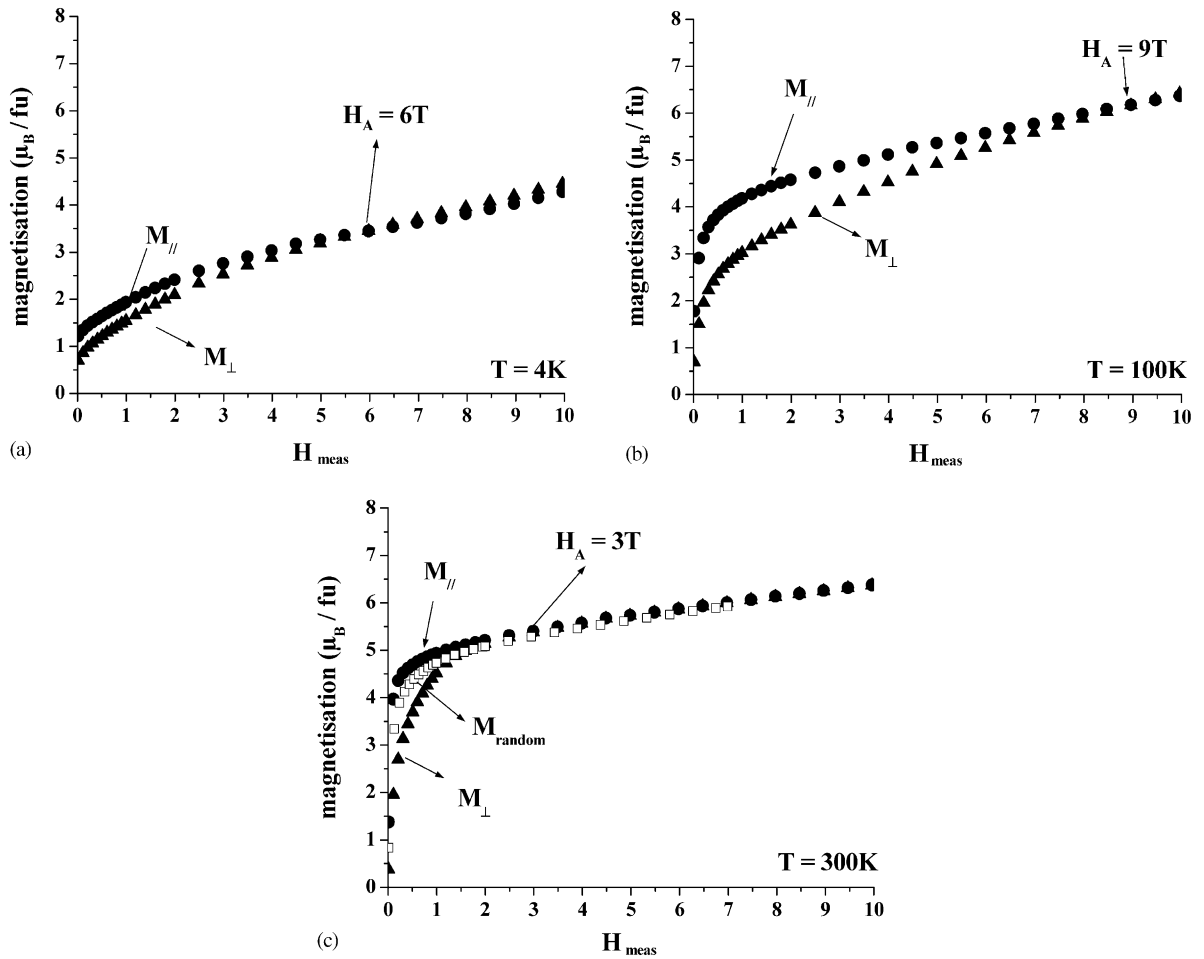 8
7
6
5
4
3
2
1
0
magnetisation (μB / fu)
HA = 6T
M//
M⊥
T = 4K
0 1 2 3 4 5 6 7 8 9 10
(a)
Hmeas
8
7
6
5
4
3
2
1
0
magnetisation (μB / fu)
HA = 9T
M//
M⊥
T = 100K
0 1 2 3 4 5 6 7 8 9 10
(b)
Hmeas
8
7
6
5
4
3
2
1
0
magnetisation (μB / fu)
HA = 3T
M//
Mrandom
M⊥
T = 300K
0 1 2 3 4 5 6 7 8 9 10
(c)
Hmeas